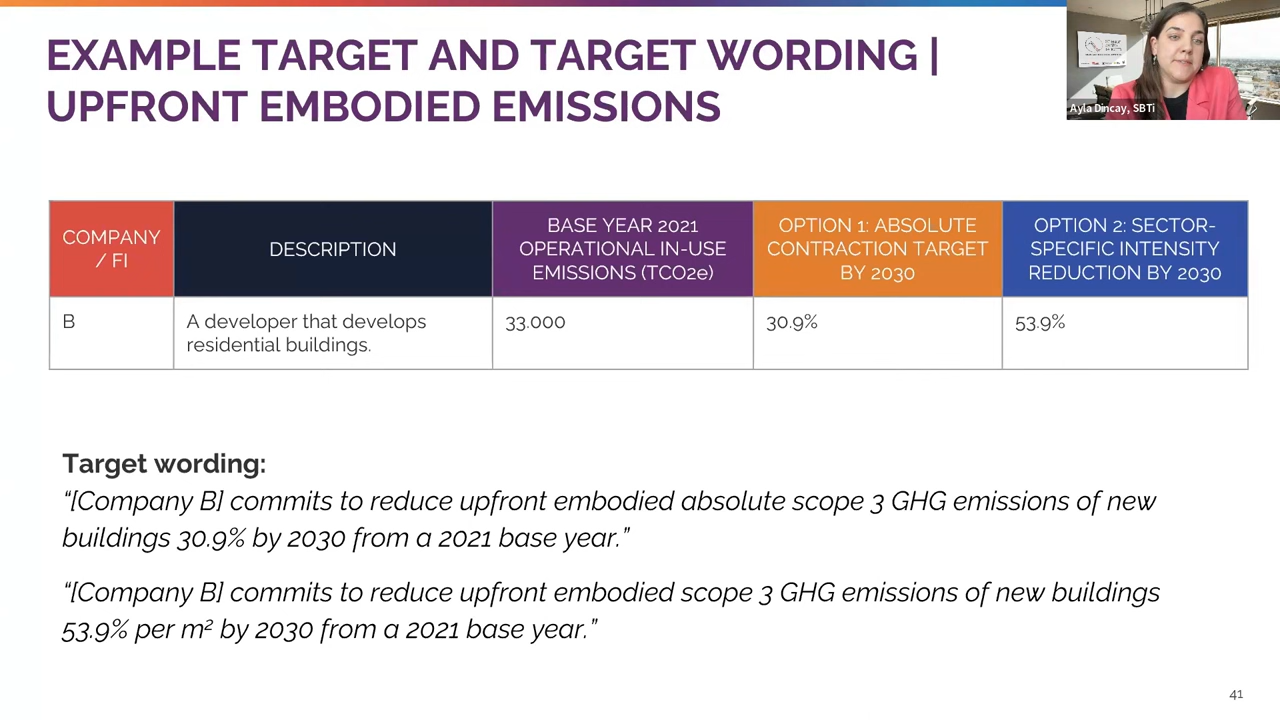 EXAMPLE TARGET AND TARGET WORDING |
UPFRONT EMBODIED EMISSIONS
Ayla Dincay, SBTi
COMPANY
/ FI
DESCRIPTION
BASE YEAR 2021
OPERATIONAL IN-USE
EMISSIONS (TCO2e)
OPTION 1: ABSOLUTE
CONTRACTION TARGET
BY 2030
OPTION 2: SECTOR-
SPECIFIC INTENSITY
REDUCTION BY 2030
B
A developer that develops
residential buildings.
33.000
30.9%
53.9%
Target wording:
“[Company B] commits to reduce upfront embodied absolute scope 3 GHG emissions of new
buildings 30.9% by 2030 from a 2021 base year.”
“[Company B] commits to reduce upfront embodied scope 3 GHG emissions of new buildings
53.9% per m² by 2030 from a 2021 base year.”
41